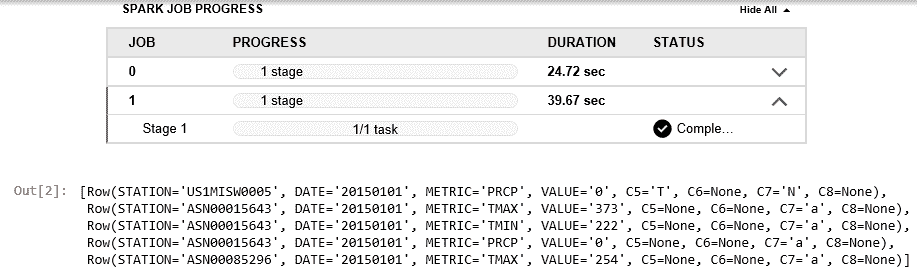 SPARK JOB PROGRESS Hide All
JOB PROGRESS DURATION STATUS
0 1 stage 24.72 sec
1 1 stage 39.67 sec
Stage 1 1/1 task Comple...
Out[2]: [Row(STATION='US1MISW0005', DATE='20150101', METRIC='PRCP', VALUE='0', C5='T', C6=None, C7='N', C8=None),
Row(STATION='ASN00015643', DATE='20150101', METRIC='TMAX', VALUE='373', C5=None, C6=None, C7='a', C8=None),
Row(STATION='ASN00015643', DATE='20150101', METRIC='TMIN', VALUE='222', C5=None, C6=None, C7='a', C8=None),
Row(STATION='ASN00015643', DATE='20150101', METRIC='PRCP', VALUE='0', C5=None, C6=None, C7='a', C8=None),
Row(STATION='ASN00085296', DATE='20150101', METRIC='TMAX', VALUE='254', C5=None, C6=None, C7='a', C8=None)]